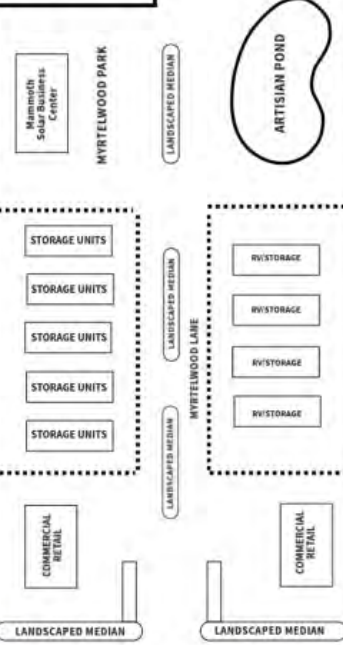 Mammoth
Solar Business
Center
MYRTELWOOD PARK
LANDSCAPED MEDIAN
ARTISIAN POND
STORAGE UNITS
STORAGE UNITS
STORAGE UNITS
STORAGE UNITS
STORAGE UNITS
LANDSCAPED MEDIAN
MYRTELWOOD LANE
LANDSCAPED MEDIAN
RV/STORAGE
RV/STORAGE
RV/STORAGE
RV/STORAGE
COMMERCIAL
RETAIL
COMMERCIAL
RETAIL
LANDSCAPED MEDIAN
LANDSCAPED MEDIAN